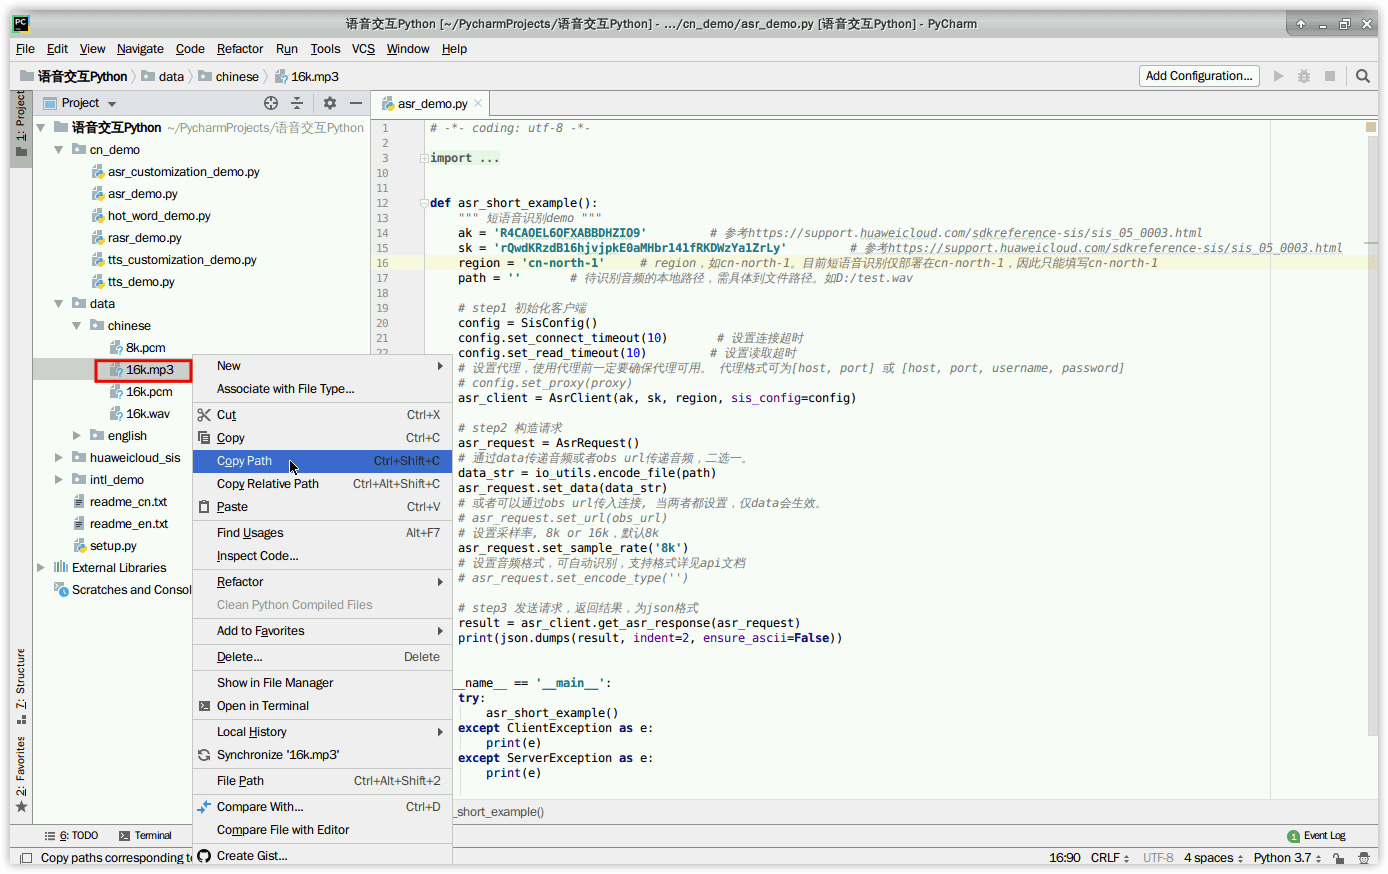 语音交互Python [~/PycharmProjects/语音交互Python] - .../cn_demo/asr_demo.py [语音交互Python] - PyCharm
File Edit View Navigate Code Refactor Run Tools VCS Window Help
语音交互Python data chinese 16k.mp3 Add Configuration...
1: Project
Project
语音交互Python ~/PycharmProjects/语音交互Python
cn_demo
asr_customization_demo.py
asr_demo.py
hot_word_demo.py
rasr_demo.py
tts_customization_demo.py
tts_demo.py
data
chinese
8k.pcm
16k.mp3
16k.pcm
16k.wav
english
huaweicloud_sis
intl_demo
readme_cn.txt
readme_en.txt
setup.py
External Libraries
Scratches and Consol
7: Structure
2: Favorites
New
Associate with File Type...
Cut Ctrl+X
Copy Ctrl+C
Copy Path Ctrl+Shift+C
Copy Relative Path Ctrl+Alt+Shift+C
Paste Ctrl+V
Find Usages Alt+F7
Inspect Code...
Refactor
Clean Python Compiled Files
Add to Favorites
Delete... Delete
Show in File Manager
Open in Terminal
Local History
Synchronize '16k.mp3'
File Path Ctrl+Alt+Shift+2
Compare With... Ctrl+D
Compare File with Editor
Create Gist...
asr_demo.py
1 # -*- coding: utf-8 -*-
2
3 import ...
10
11
12 def asr_short_example():
13 """ 短语音识别demo """
14 ak = 'R4CAOEL6OFXABBDHZIO9' # 参考https://support.huaweicloud.com/sdkreference-sis/sis_05_0003.html
15 sk = 'rQwdKRzdB16hjvjpkE0aMHbr141fRKDWzYa1ZrLy' # 参考https://support.huaweicloud.com/sdkreference-sis/sis_05_0003.html
16 region = 'cn-north-1' # region，如cn-north-1。目前短语音识别仅部署在cn-north-1，因此只能填写cn-north-1
17 path = '' # 待识别音频的本地路径，需具体到文件路径。如D:/test.wav
18
19 # step1 初始化客户端
20 config = SisConfig()
21 config.set_connect_timeout(10) # 设置连接超时
22 config.set_read_timeout(10) # 设置读取超时
# 设置代理，使用代理前一定要确保代理可用。 代理格式可为[host, port] 或 [host, port, username, password]
# config.set_proxy(proxy)
asr_client = AsrClient(ak, sk, region, sis_config=config)
# step2 构造请求
asr_request = AsrRequest()
# 通过data传递音频或者obs url传递音频，二选一。
data_str = io_utils.encode_file(path)
asr_request.set_data(data_str)
# 或者可以通过obs url传入连接, 当两者都设置，仅data会生效。
# asr_request.set_url(obs_url)
# 设置采样率, 8k or 16k，默认8k
asr_request.set_sample_rate('8k')
# 设置音频格式，可自动识别，支持格式详见api文档
# asr_request.set_encode_type('')
# step3 发送请求，返回结果，为json格式
result = asr_client.get_asr_response(asr_request)
print(json.dumps(result, indent=2, ensure_ascii=False))
__name__ == '__main__':
try:
asr_short_example()
except ClientException as e:
print(e)
except ServerException as e:
print(e)
_short_example()
6: TODO Terminal 1 Event Log
Copy paths corresponding to 16:90 CRLF UTF-8 4 spaces Python 3.7